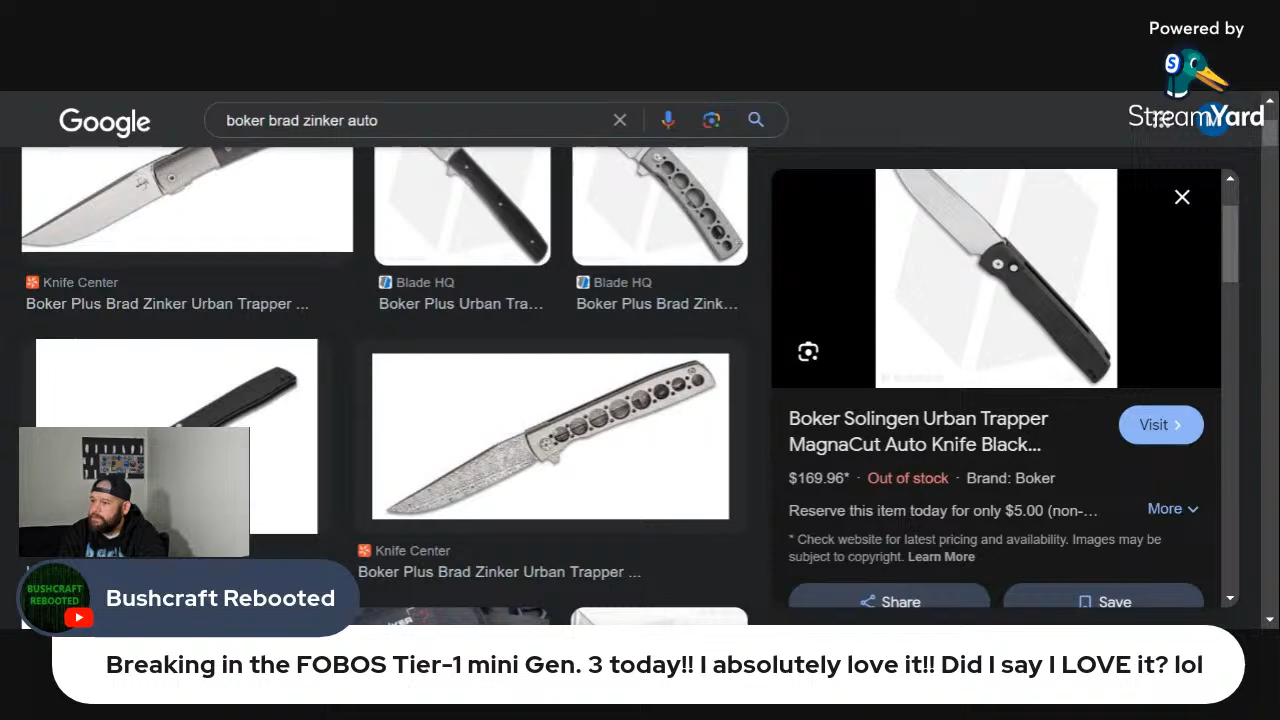 Powered by
StreamYard
Google
boker brad zinker auto
Knife Center
Boker Plus Brad Zinker Urban Trapper ...
Blade HQ
Boker Plus Urban Tra...
Blade HQ
Boker Plus Brad Zink...
Knife Center
Boker Plus Brad Zinker Urban Trapper ...
Boker Solingen Urban Trapper
MagnaCut Auto Knife Black...
Visit
$169.96* · Out of stock · Brand: Boker
Reserve this item today for only $5.00 (non-...
More
* Check website for latest pricing and availability. Images may be
subject to copyright. Learn More
Share
Save
BUSHCRAFT
REBOOTED
Bushcraft Rebooted
Breaking in the FOBOS Tier-1 mini Gen. 3 today!! I absolutely love it!! Did I say I LOVE it? lol